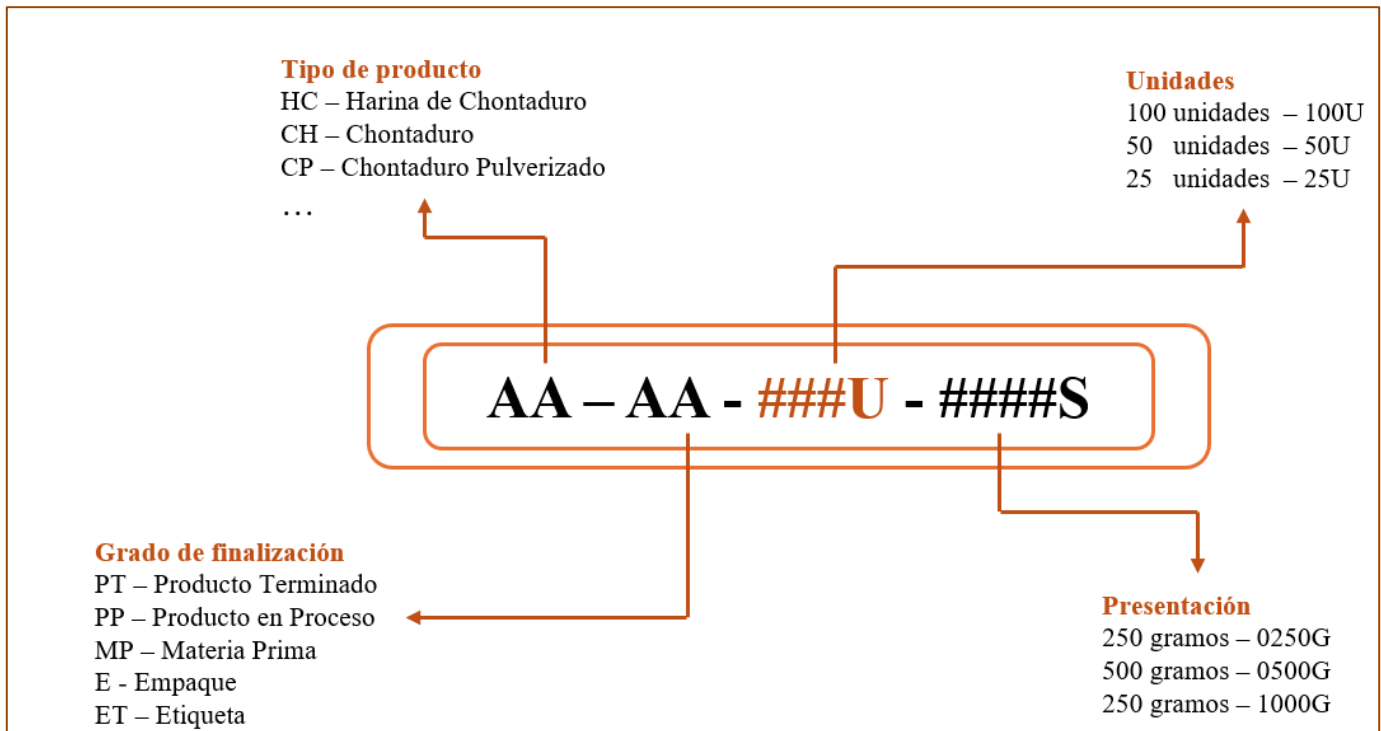 Tipo de producto
HC – Harina de Chontaduro
CH – Chontaduro
CP – Chontaduro Pulverizado
…
Unidades
100 unidades – 100U
50 unidades – 50U
25 unidades – 25U
AA – AA - ###U - ####S
Grado de finalización
PT – Producto Terminado
PP – Producto en Proceso
MP – Materia Prima
E - Empaque
ET – Etiqueta
Presentación
250 gramos – 0250G
500 gramos – 0500G
250 gramos – 1000G